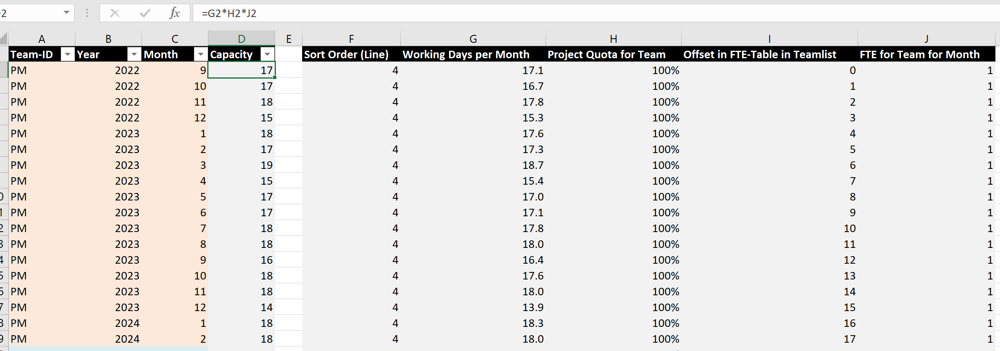 2 fx =G2*H2*J2
A B C D E F G H I J
Team-ID Year Month Capacity Sort Order (Line) Working Days per Month Project Quota for Team Offset in FTE-Table in Teamlist FTE for Team for Month
PM 2022 9 17 4 17.1 100% 0 1
PM 2022 10 17 4 16.7 100% 1 1
PM 2022 11 18 4 17.8 100% 2 1
PM 2022 12 15 4 15.3 100% 3 1
PM 2023 1 18 4 17.6 100% 4 1
PM 2023 2 17 4 17.3 100% 5 1
PM 2023 3 19 4 18.7 100% 6 1
PM 2023 4 15 4 15.4 100% 7 1
0 PM 2023 5 17 4 17.0 100% 8 1
1 PM 2023 6 17 4 17.1 100% 9 1
2 PM 2023 7 18 4 17.8 100% 10 1
3 PM 2023 8 18 4 18.0 100% 11 1
4 PM 2023 9 16 4 16.4 100% 12 1
5 PM 2023 10 18 4 17.6 100% 13 1
6 PM 2023 11 18 4 18.0 100% 14 1
7 PM 2023 12 14 4 13.9 100% 15 1
8 PM 2024 1 18 4 18.3 100% 16 1
9 PM 2024 2 18 4 18.0 100% 17 1